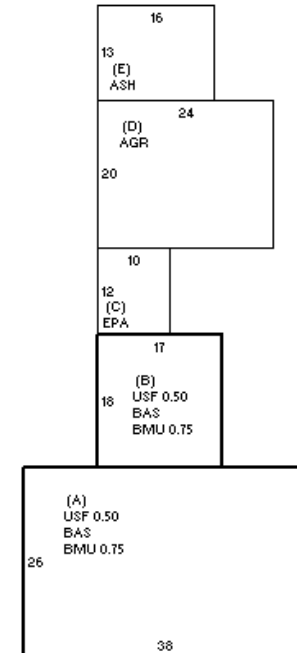 16
13
(E)
ASH
24
(D)
AGR
20
10
12
(C)
EPA
17
(B)
18
USF 0.50
BAS
BMU 0.75
(A)
USF 0.50
BAS
BMU 0.75
26
38